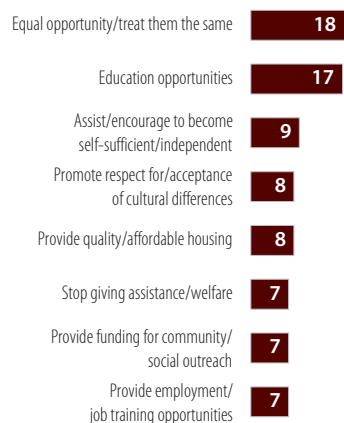 Equal opportunity/treat them the same 18
Education opportunities 17
Assist/encourage to become
self-sufficient/independent 9
Promote respect for/acceptance
of cultural differences 8
Provide quality/affordable housing 8
Stop giving assistance/welfare 7
Provide funding for community/
social outreach 7
Provide employment/
job training opportunities 7